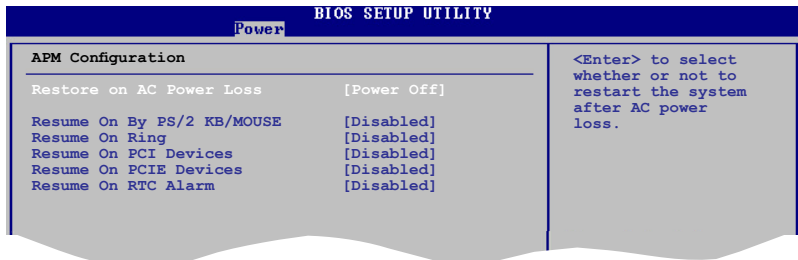 BIOS SETUP UTILITY
Power
APM Configuration
Restore on AC Power Loss [Power Off]
Resume On By PS/2 KB/MOUSE [Disabled]
Resume On Ring [Disabled]
Resume On PCI Devices [Disabled]
Resume On PCIE Devices [Disabled]
Resume On RTC Alarm [Disabled]
<Enter> to select
whether or not to
restart the system
after AC power
loss.